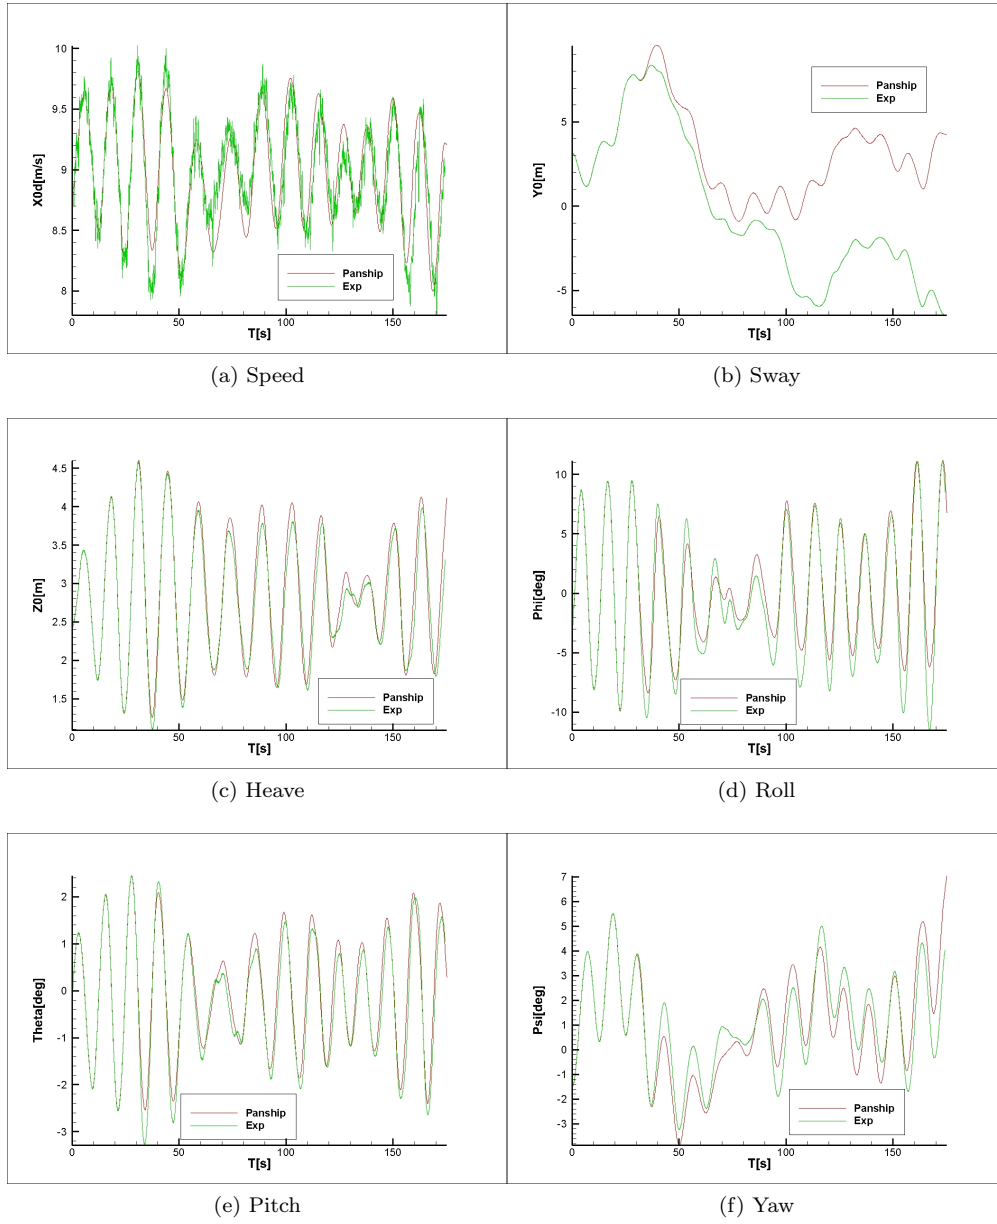 X0d[m/s]
10
9.5
9
8.5
8
0
50
100
150
T[s]
Panship
Exp
(a) Speed
Y0[m]
5
0
-5
0
50
100
150
T[s]
Panship
Exp
(b) Sway
Z0[m]
4.5
4
3.5
3
2.5
2
1.5
0
50
100
150
T[s]
Panship
Exp
(c) Heave
Phi[deg]
10
5
0
-5
-10
0
50
100
150
T[s]
Panship
Exp
(d) Roll
Theta[deg]
2
1
0
-1
-2
-3
0
50
100
150
T[s]
Panship
Exp
(e) Pitch
Psi[deg]
7
6
5
4
3
2
1
0
-1
-2
-3
0
50
100
150
T[s]
Panship
Exp
(f) Yaw